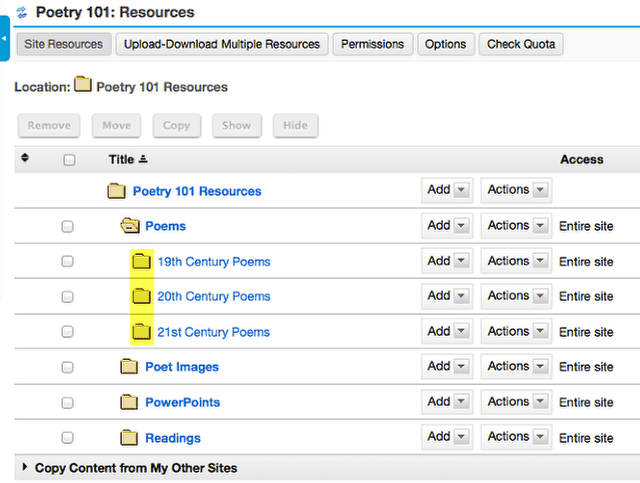 Poetry 101: Resources
Site Resources Upload-Download Multiple Resources Permissions Options Check Quota
Location: Poetry 101 Resources
Remove Move Copy Show Hide
Title Access
Poetry 101 Resources Add Actions
Poems Add Actions Entire site
19th Century Poems Add Actions Entire site
20th Century Poems Add Actions Entire site
21st Century Poems Add Actions Entire site
Poet Images Add Actions Entire site
PowerPoints Add Actions Entire site
Readings Add Actions Entire site
Copy Content from My Other Sites